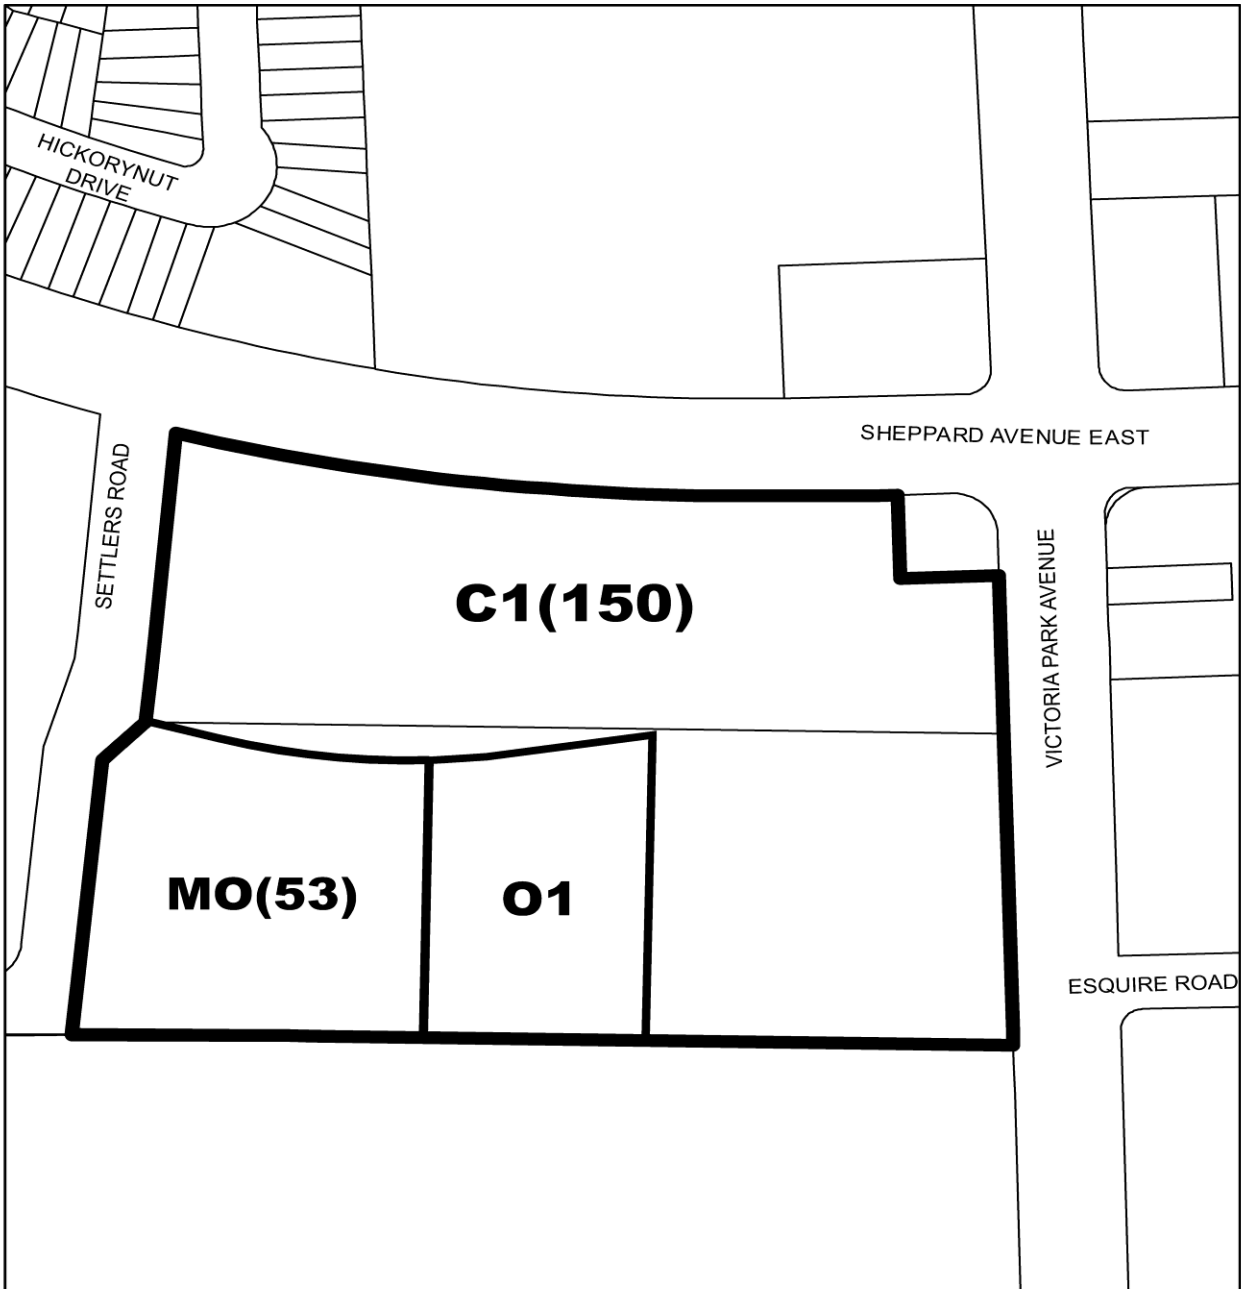 HICKORYNUT
DRIVE
SHEPPARD AVENUE EAST
SETTLERS ROAD
C1(150)
VICTORIA PARK AVENUE
MO(53)
O1
ESQUIRE ROAD